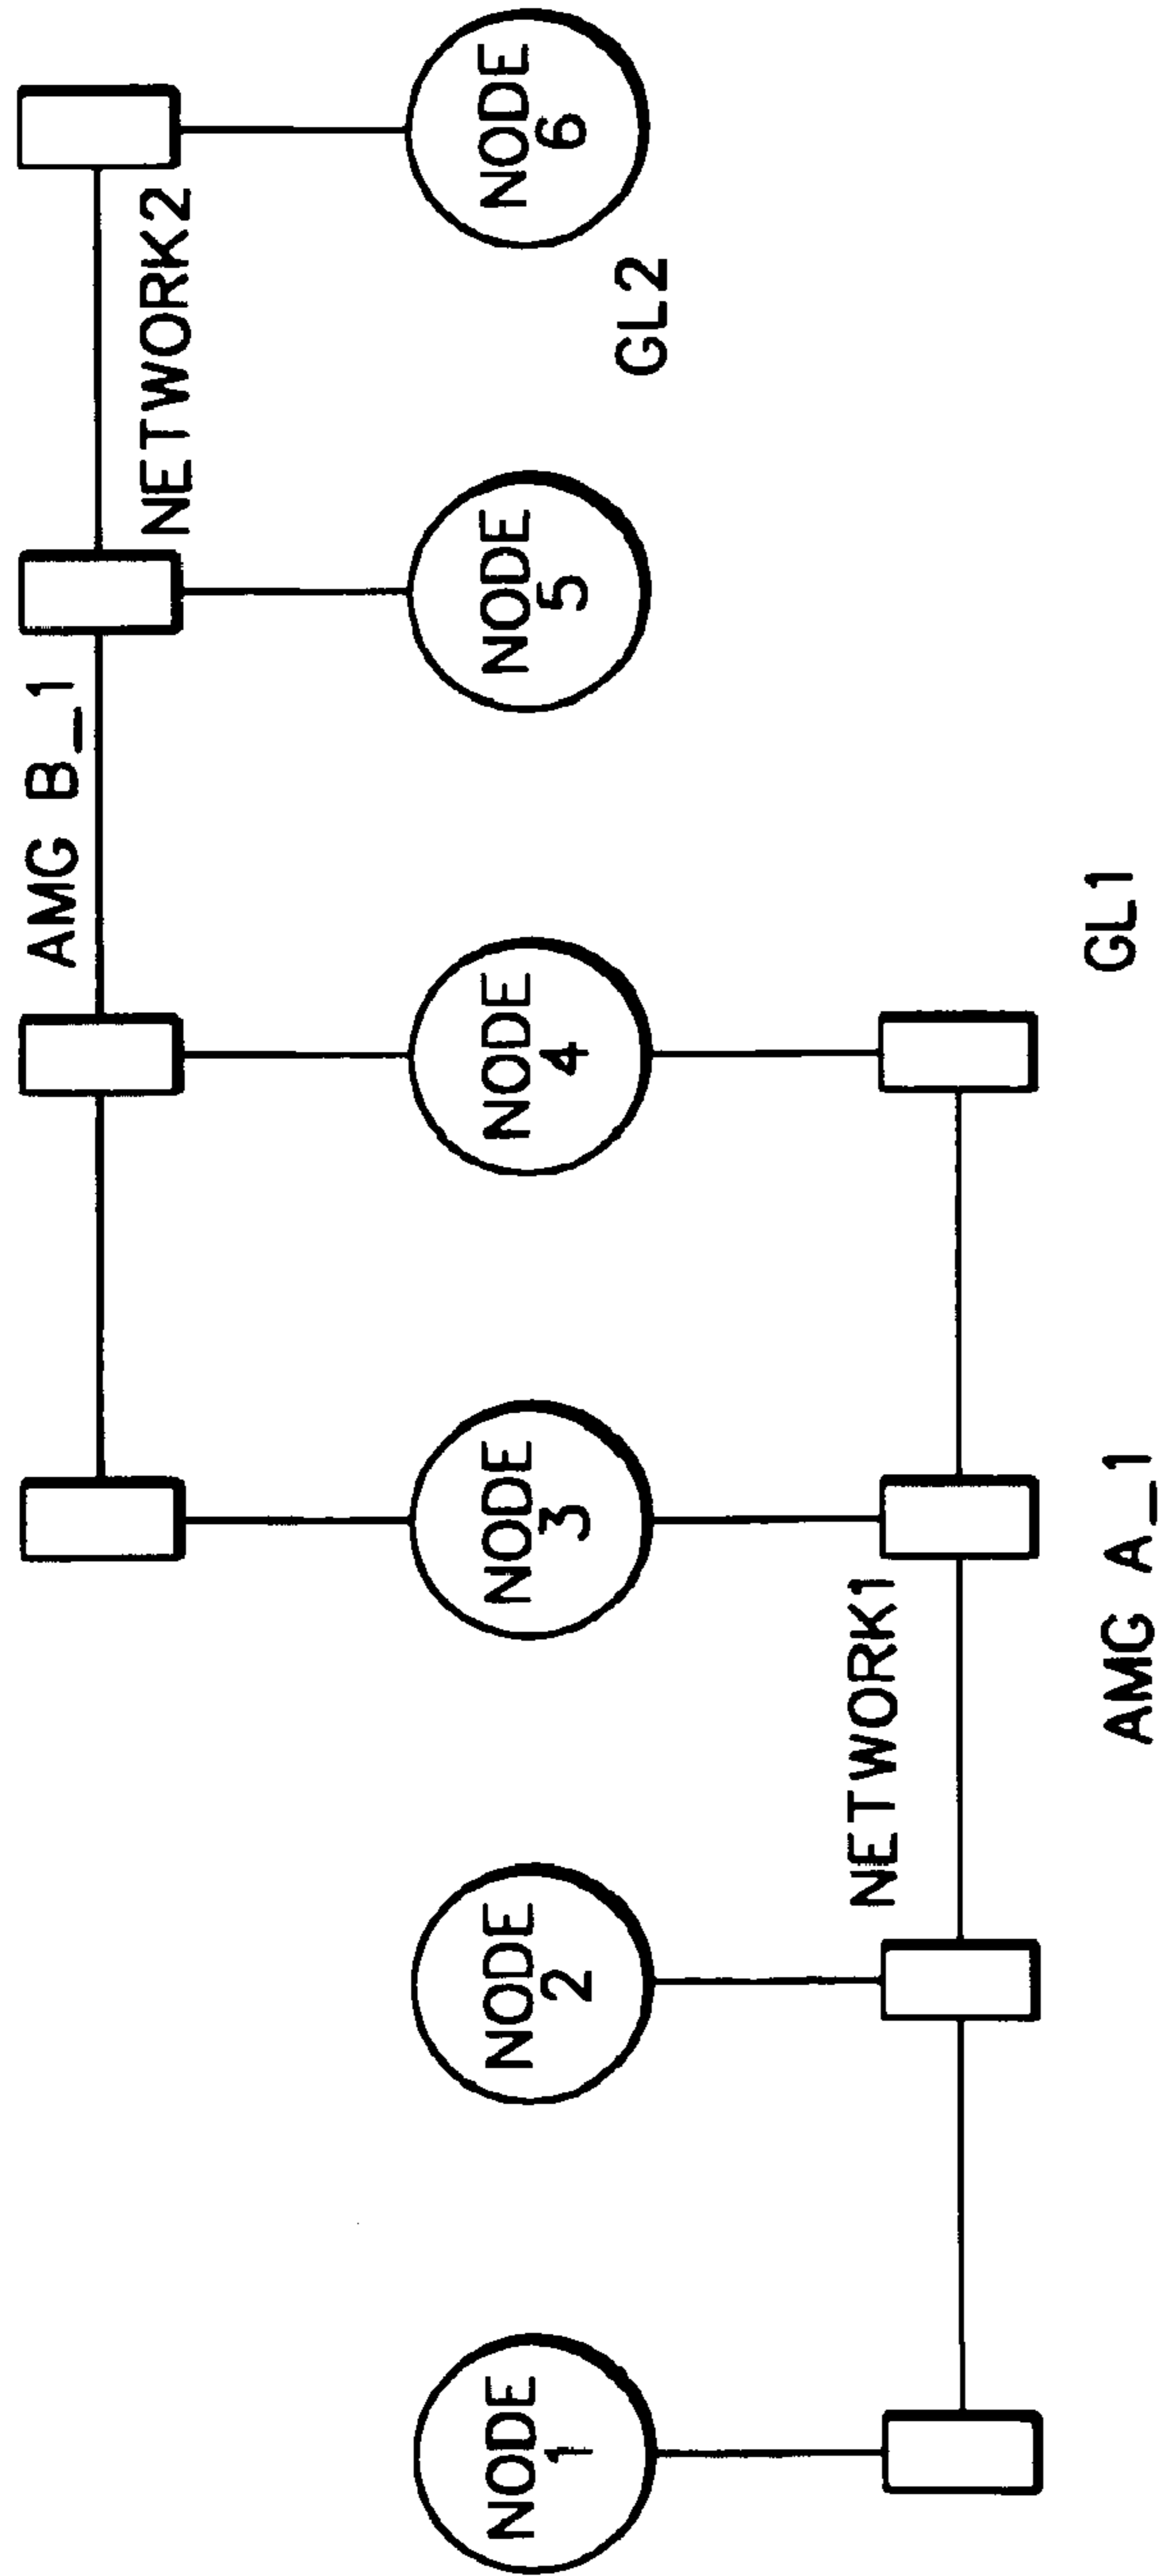 AMG B_1
NETWORK2
NODE
1
NODE
2
NODE
3
NODE
4
NODE
5
NODE
6
GL2
NETWORK1
GL1
AMG A_1